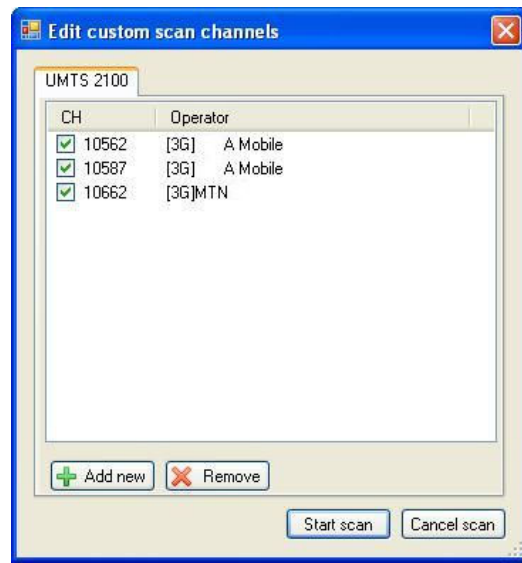 Edit custom scan channels
UMTS 2100
CH Operator
10562 [3G] A Mobile
10587 [3G] A Mobile
10662 [3G]MTN
Add new Remove
Start scan Cancel scan